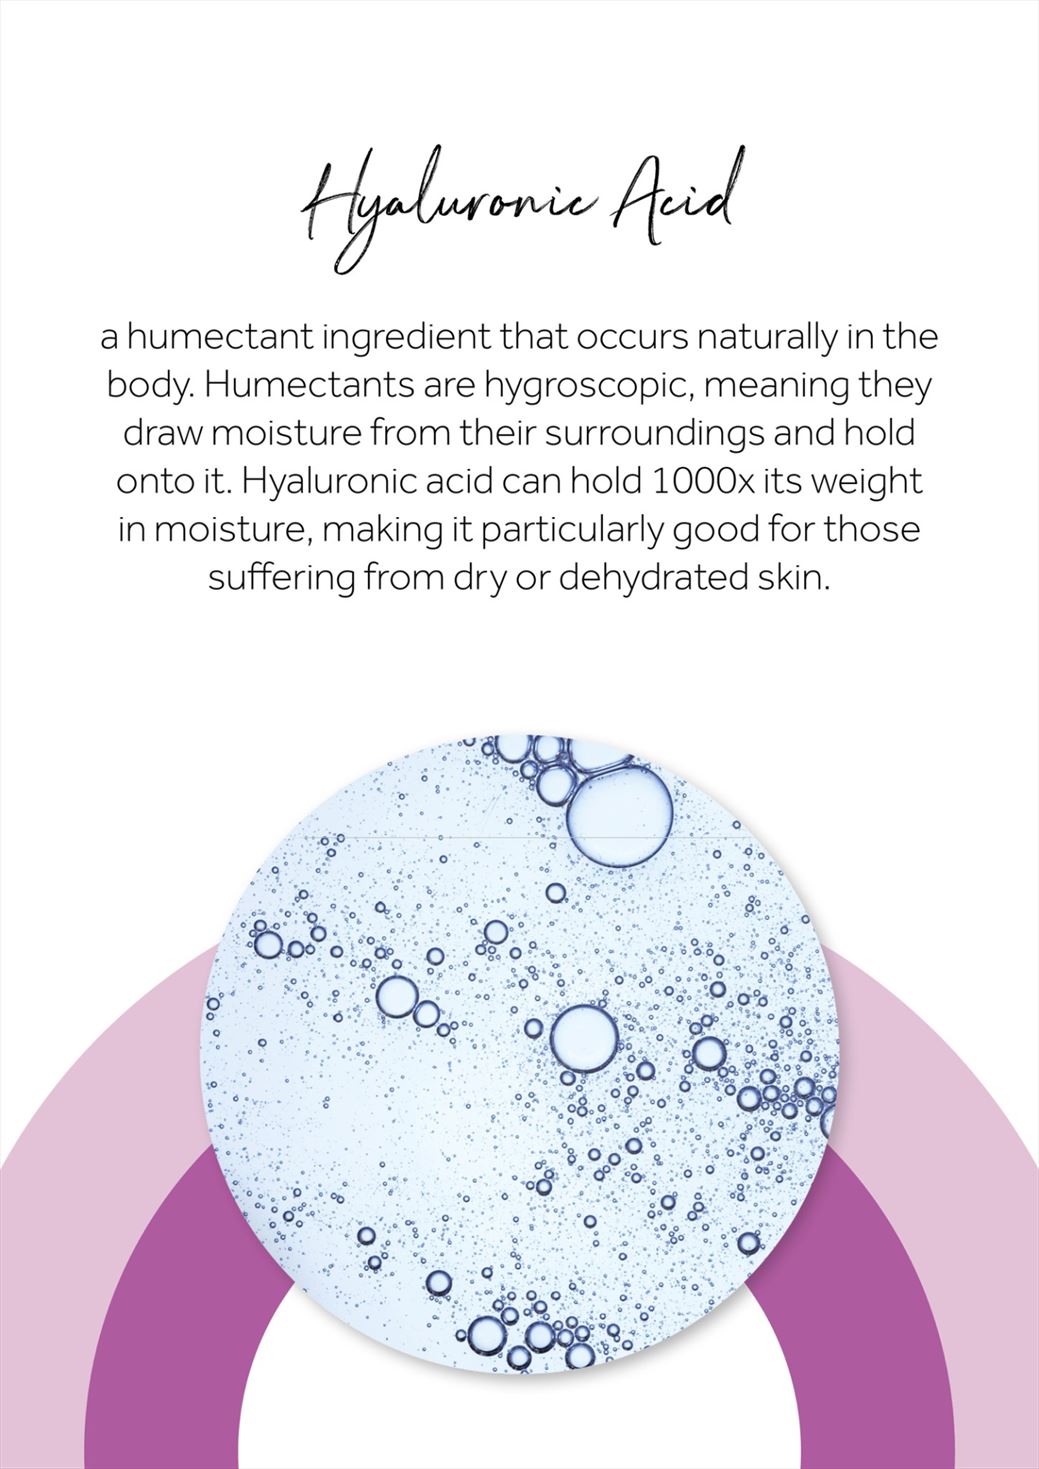 Hyaluronic Acid
a humectant ingredient that occurs naturally in the
body. Humectants are hygroscopic, meaning they
draw moisture from their surroundings and hold
onto it. Hyaluronic acid can hold 1000x its weight
in moisture, making it particularly good for those
suffering from dry or dehydrated skin.